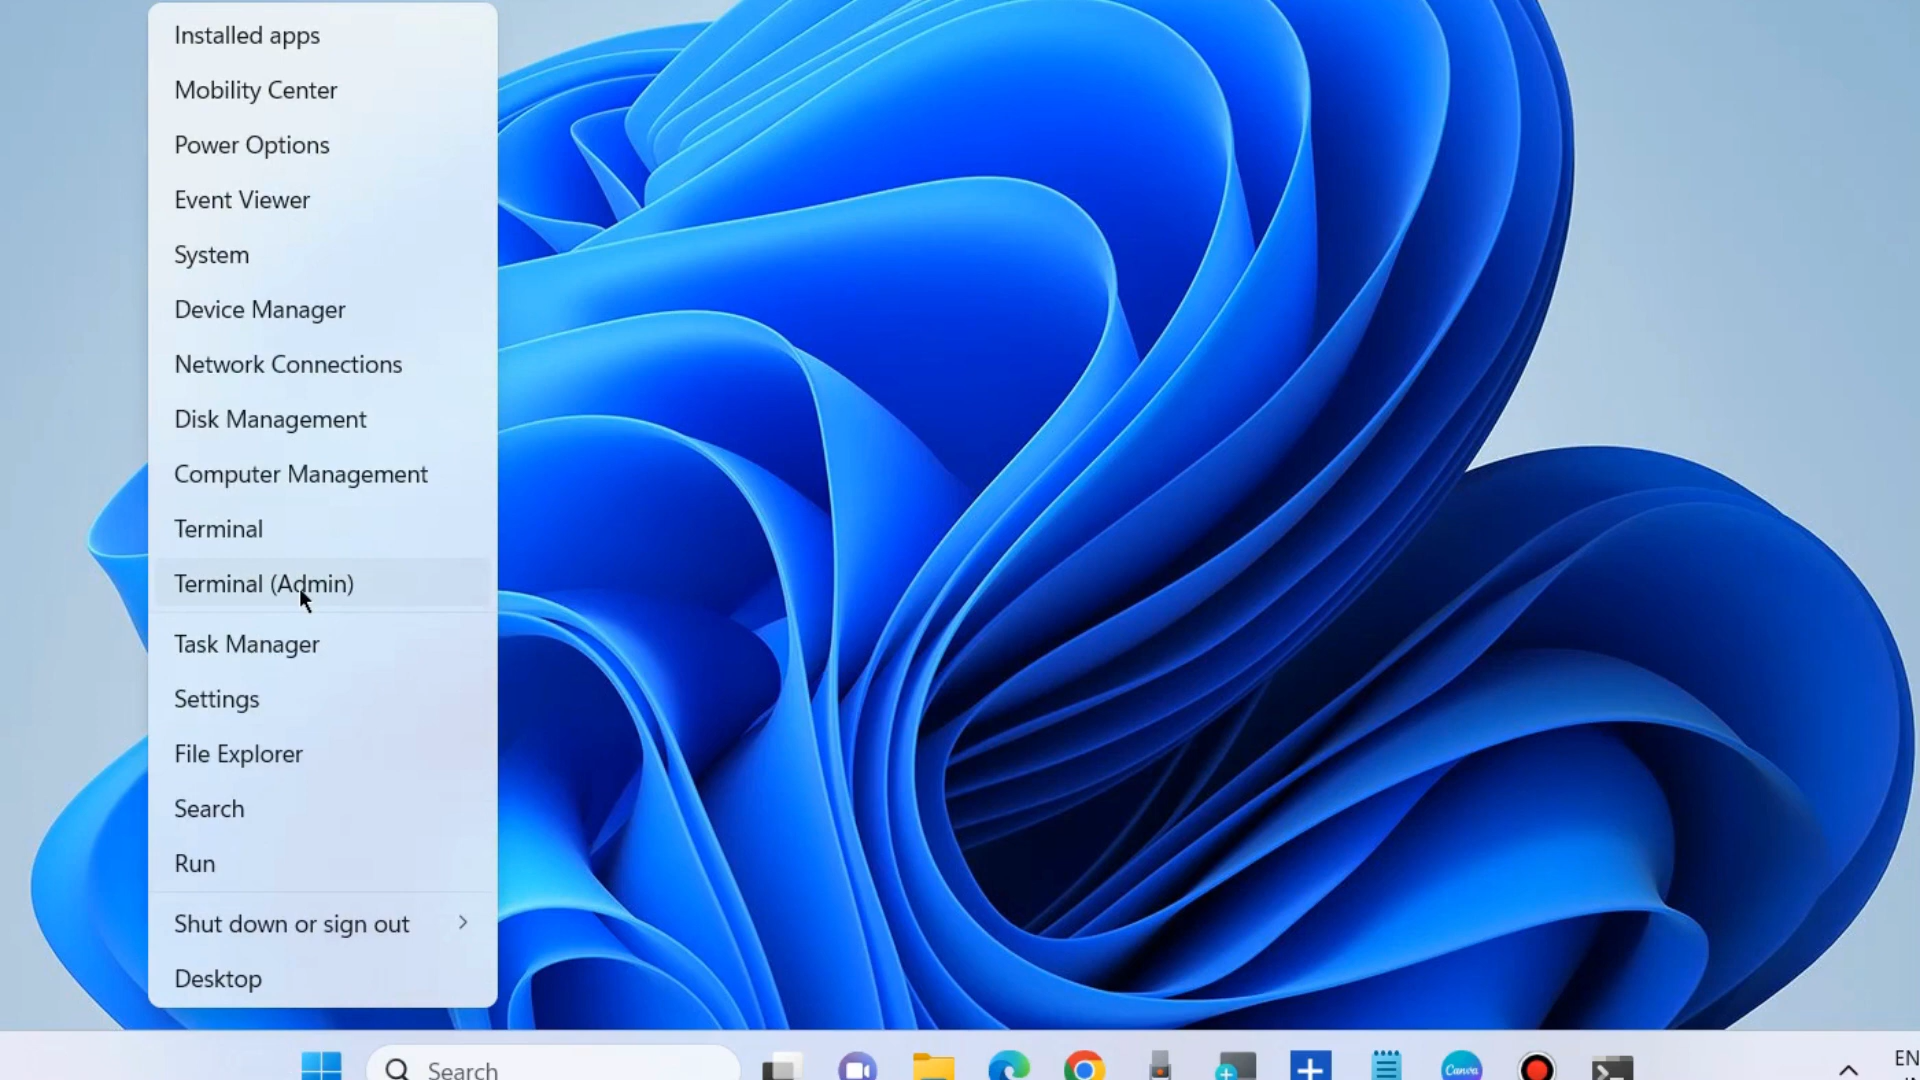 Installed apps
Mobility Center
Power Options
Event Viewer
System
Device Manager
Network Connections
Disk Management
Computer Management
Terminal
Terminal (Admin)
Task Manager
Settings
File Explorer
Search
Run
Shut down or sign out
Desktop
Search
Canva
EN